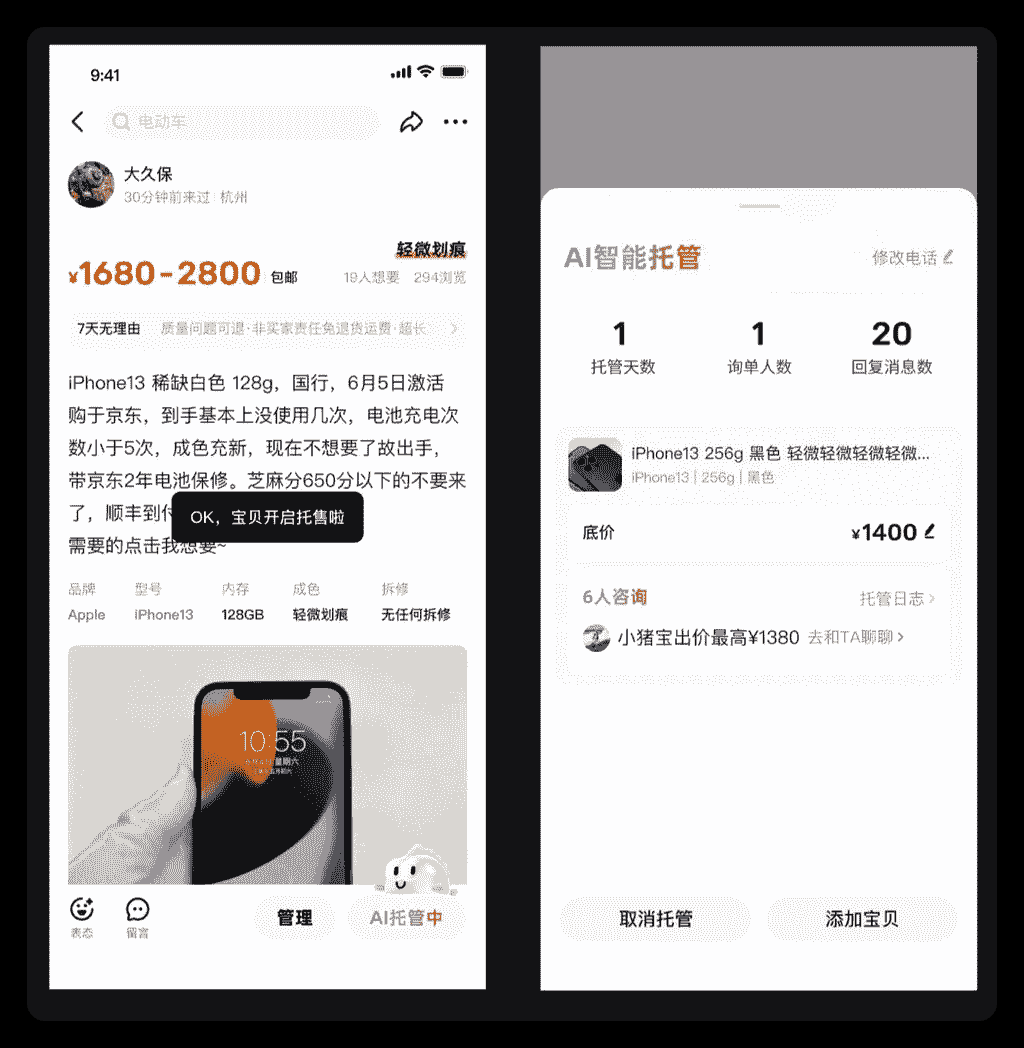 9:41
电动车
大久保
30分钟前来过 | 杭州
轻微划痕
¥1680-2800 包邮
19人想要 294浏览
7天无理由 质量问题可退·非买家责任免退货运费·超长
iPhone13 稀缺白色 128g，国行，6月5日激活
购于京东，到手基本上没使用几次，电池充电次
数小于5次，成色充新，现在不想要了故出手，
带京东2年电池保修。芝麻分650分以下的不要来
了，顺丰到付
OK，宝贝开启托售啦
需要的点击我想要~
品牌 型号 内存 成色 拆修
Apple iPhone13 128GB 轻微划痕 无任何拆修
10:55
表态 留言
管理
AI托管中
AI智能托管
修改电话
1 1 20
托管天数 询单人数 回复消息数
iPhone13 256g 黑色 轻微轻微轻微轻微...
iPhone13 | 256g | 黑色
底价 ¥1400
6人咨询 托管日志
小猪宝出价最高¥1380 去和TA聊聊
取消托管 添加宝贝